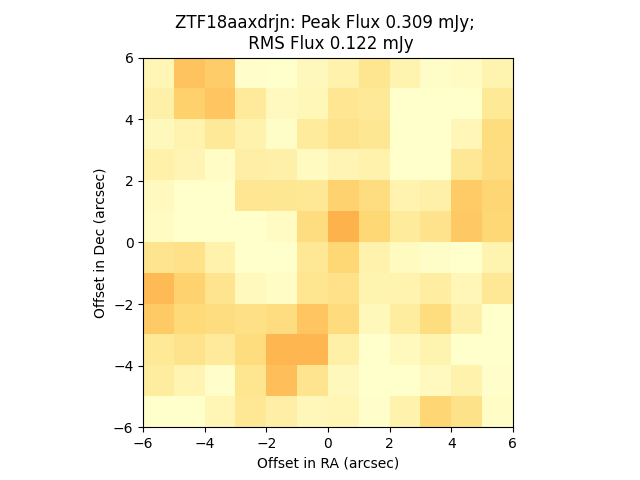 ZTF18aaxdrjn: Peak Flux 0.309 mJy;
RMS Flux 0.122 mJy
6
4
2
0
−2
−4
−6
Offset in Dec (arcsec)
−6 −4 −2 0 2 4 6
Offset in RA (arcsec)